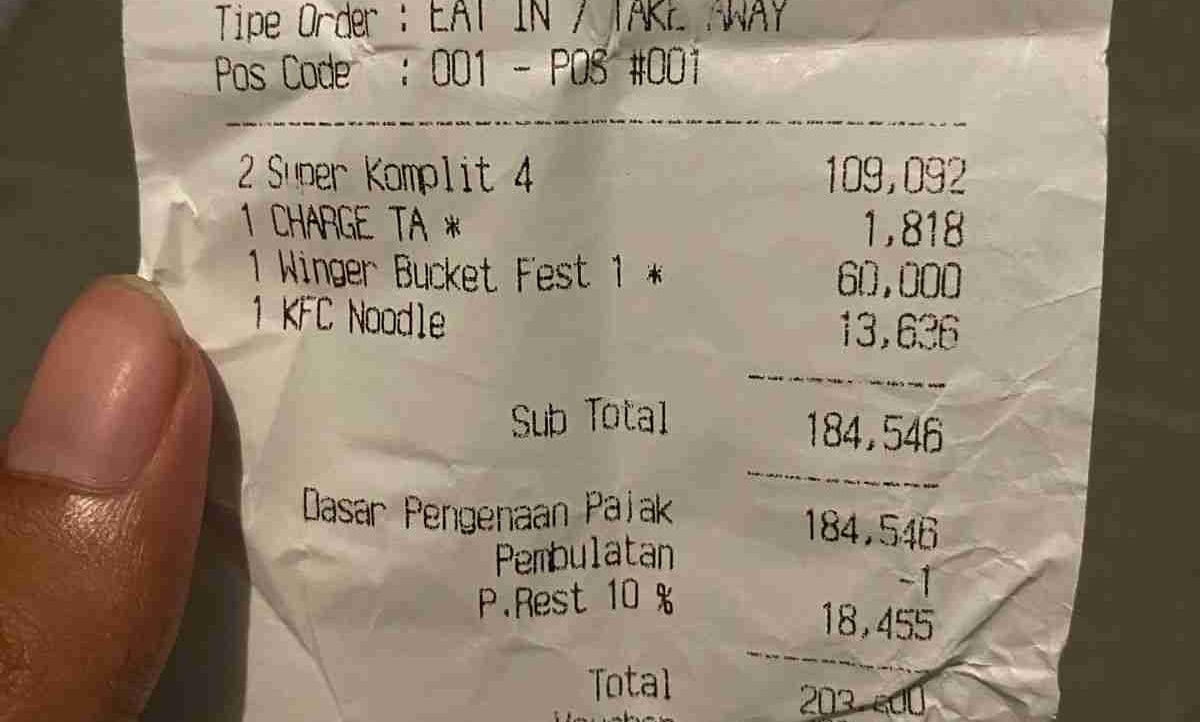 Tipe Order : EAT IN / TAKE AWAY
Pos Code : 001 - POS #001
2 Super Komplit 4 109,092
1 CHARGE TA * 1,818
1 Winger Bucket Fest 1 * 60,000
1 KFC Noodle 13,636
Sub Total 184,546
Dasar Pengenaan Pajak 184,546
Pembulatan -1
P.Rest 10 % 18,455
Total 203,000